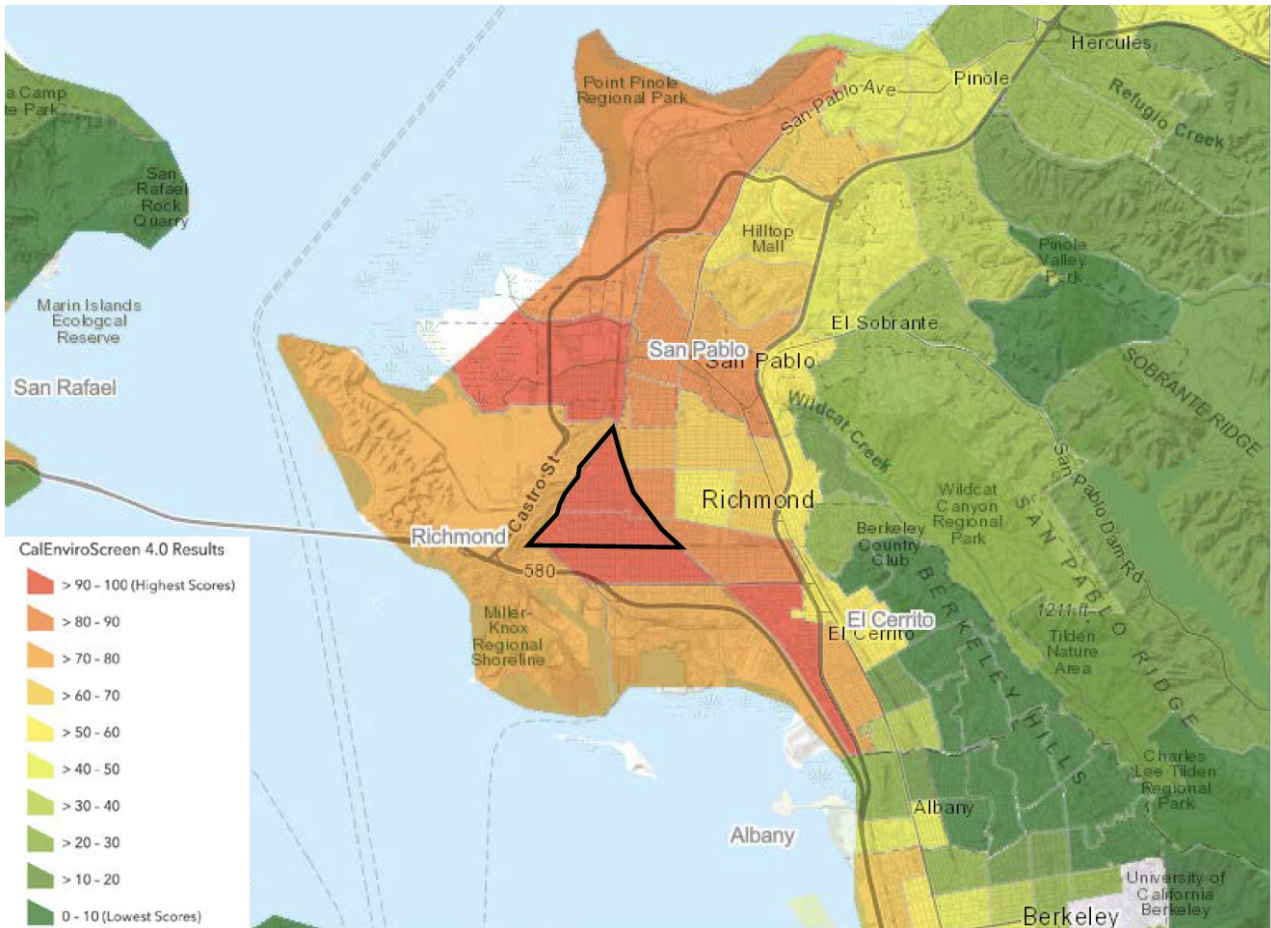 Hercules
Pinole
Point Pinole
Regional Park
San Pablo Ave
Refugio Creek
a Camp
te Park
San
Rafael
Rock
Quarry
Hilltop
Mall
Pinole
Valley
Park
Marin Islands
Ecologcal
Reserve
El Sobrante
San Pablo
San Pablo
San Rafael
SOBRANTE RIDGE
Wildcat Creek
San Pablo Dam Rd
Castro St
Richmond
Wildcat
Canyon
Regional
Park
SAN PABLO RIDGE
Richmond
Berkeley
Country
Club
BERKELEY HILLS
580
1211 ft
Miller-
Knox
Regional
Shoreline
El Cerrito
El Cerrito
Tilden
Nature
Area
Charles
Lee Tilden
Regional
Park
Albany
Albany
University of
California
Berkeley
Berkeley
CalEnviroScreen 4.0 Results
> 90 - 100 (Highest Scores)
> 80 - 90
> 70 - 80
> 60 - 70
> 50 - 60
> 40 - 50
> 30 - 40
> 20 - 30
> 10 - 20
0 - 10 (Lowest Scores)